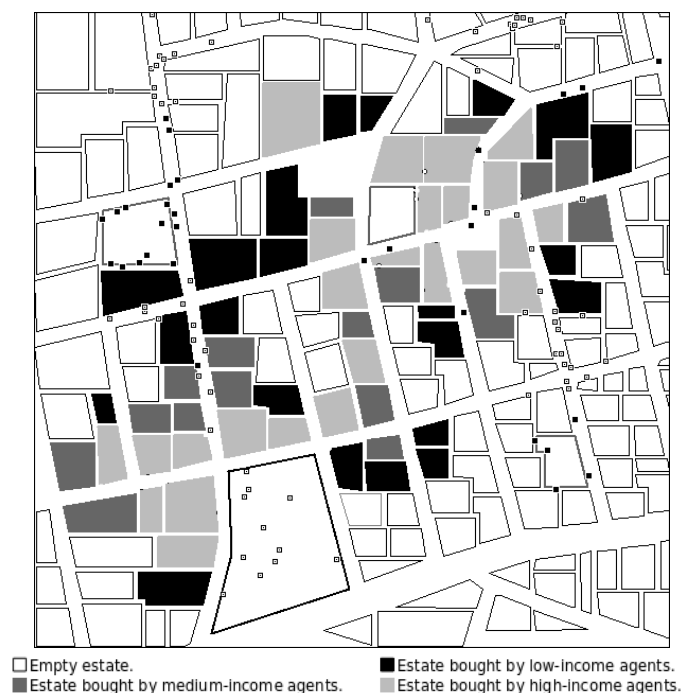 Empty estate.
Estate bought by low-income agents.
Estate bought by medium-income agents.
Estate bought by high-income agents.